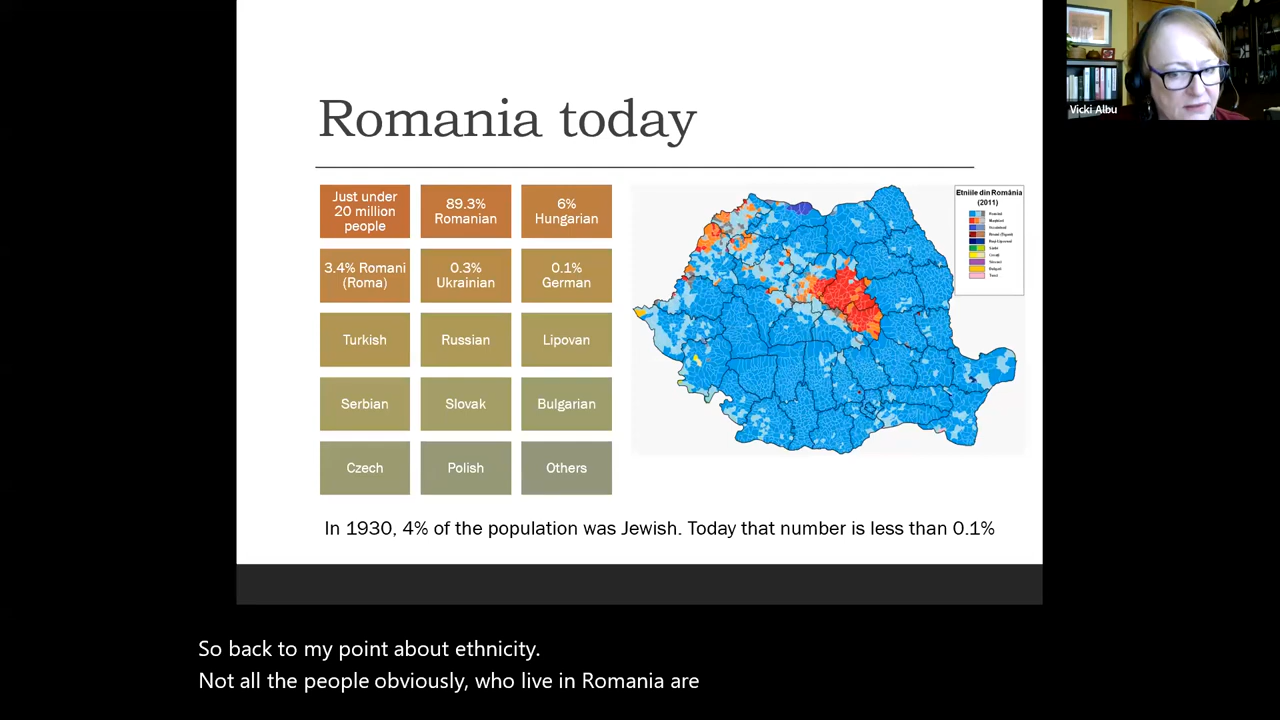 Romania today
Just under
20 million
people
89.3%
Romanian
6%
Hungarian
3.4% Romani
(Roma)
0.3%
Ukrainian
0.1%
German
Turkish
Russian
Lipovan
Serbian
Slovak
Bulgarian
Czech
Polish
Others
Etniile din România
(2011)
In 1930, 4% of the population was Jewish. Today that number is less than 0.1%
Vicki Albu
So back to my point about ethnicity.
Not all the people obviously, who live in Romania are